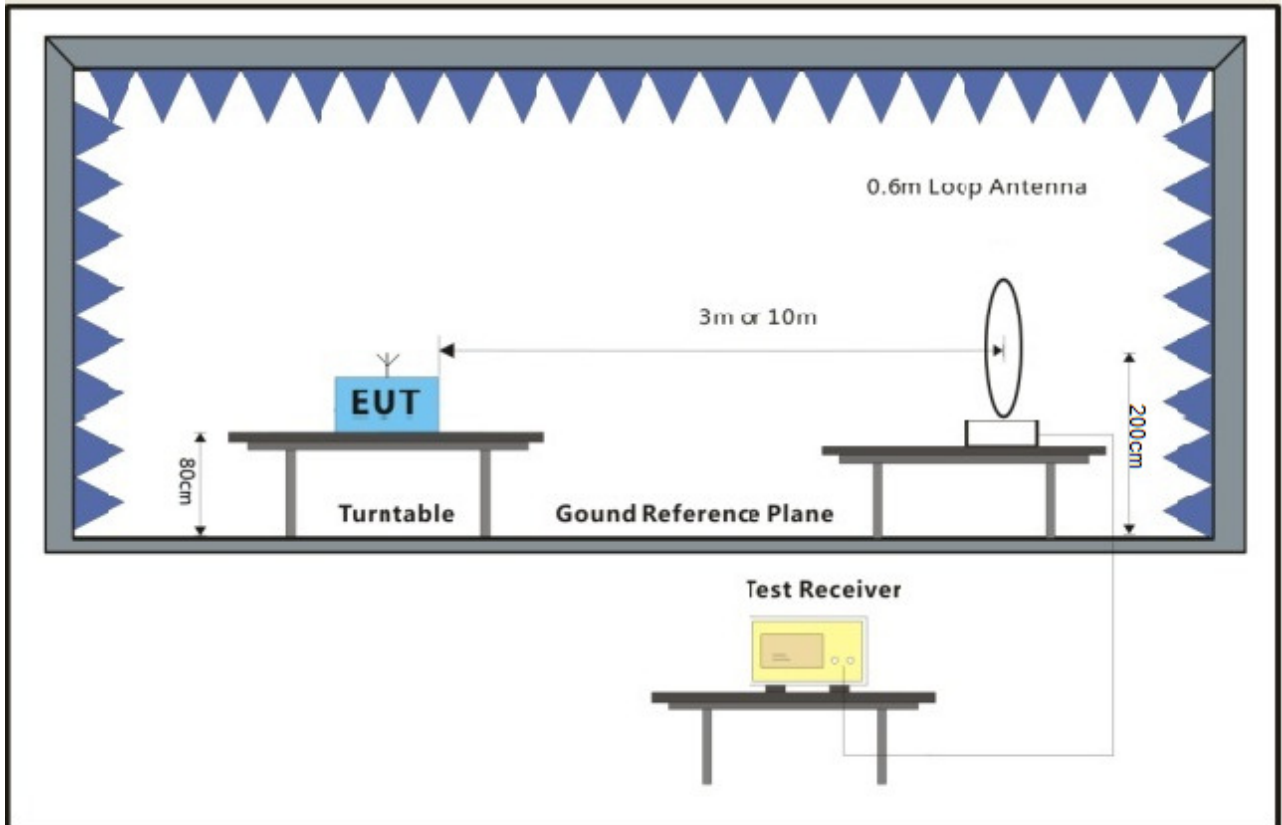 0.6m Loop Antenna
3m or 10m
EUT
200cm
80cm
Turntable
Gound Reference Plane
Test Receiver